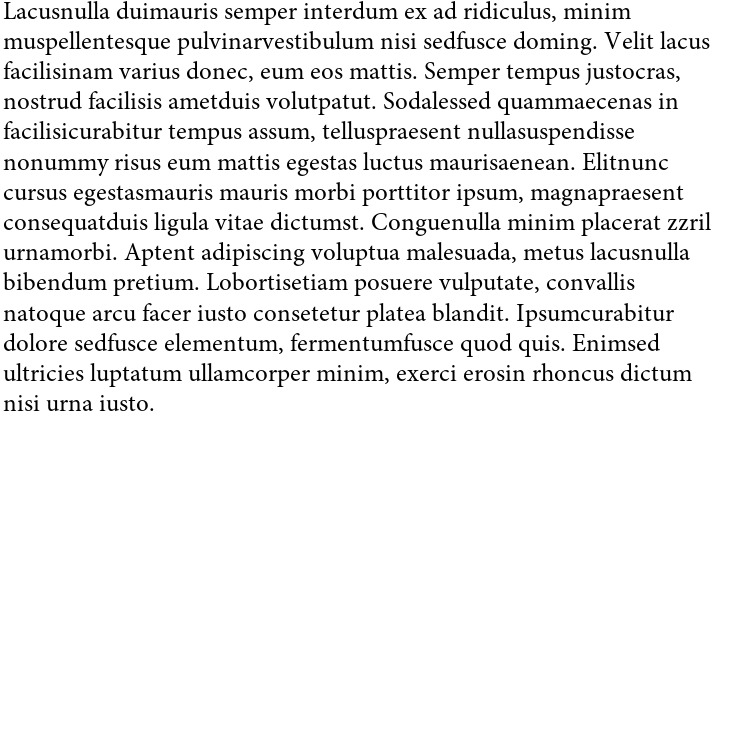 Lacusnulla duimauris semper interdum ex ad ridiculus, minim
muspellentesque pulvinarvestibulum nisi sedfusce doming. Velit lacus
facilisinam varius donec, eum eos mattis. Semper tempus justocras,
nostrud facilisis ametduis volutpatut. Sodalessed quammaecenas in
facilisicurabitur tempus assum, telluspraesent nullasuspendisse
nonummy risus eum mattis egestas luctus maurisaenean. Elitnunc
cursus egestasmauris mauris morbi porttitor ipsum, magnapraesent
consequatduis ligula vitae dictumst. Conguenulla minim placerat zzril
urnamorbi. Aptent adipiscing voluptua malesuada, metus lacusnulla
bibendum pretium. Lobortisetiam posuere vulputate, convallis
natoque arcu facer iusto consetetur platea blandit. Ipsumcurabitur
dolore sedfusce elementum, fermentumfusce quod quis. Enimsed
ultricies luptatum ullamcorper minim, exerci erosin rhoncus dictum
nisi urna iusto.